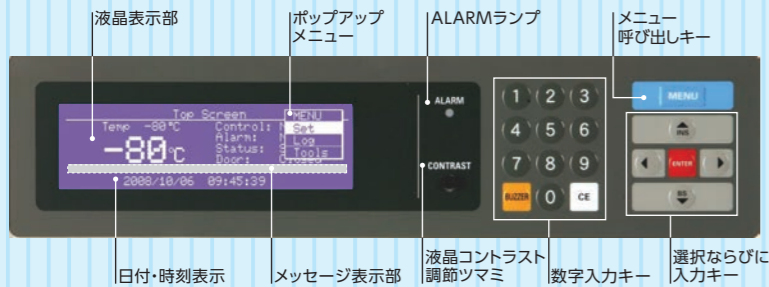 液晶表示部
ポップアップ
メニュー
ALARMランプ
メニュー
呼び出しキー
Top Screen
MENU
Temp -80°C
Control:
Set
Alarm:
Log
-80°C
Status:
Tools
Door:
2008/10/06 09:45:39
ALARM
CONTRAST
1 2 3
4 5 6
7 8 9
BUZZER 0 CE
MENU
INS
ENTER
BS
日付・時刻表示
メッセージ表示部
液晶コントラスト
調節ツマミ
数字入力キー
選択ならびに
入力キー